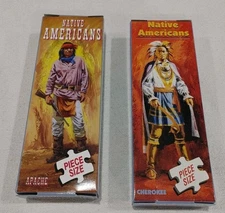 NATIVE
AMERICANS
PIECE
SIZE
APACHE
Native
Americans
PIECE
SIZE
CHEROKEE